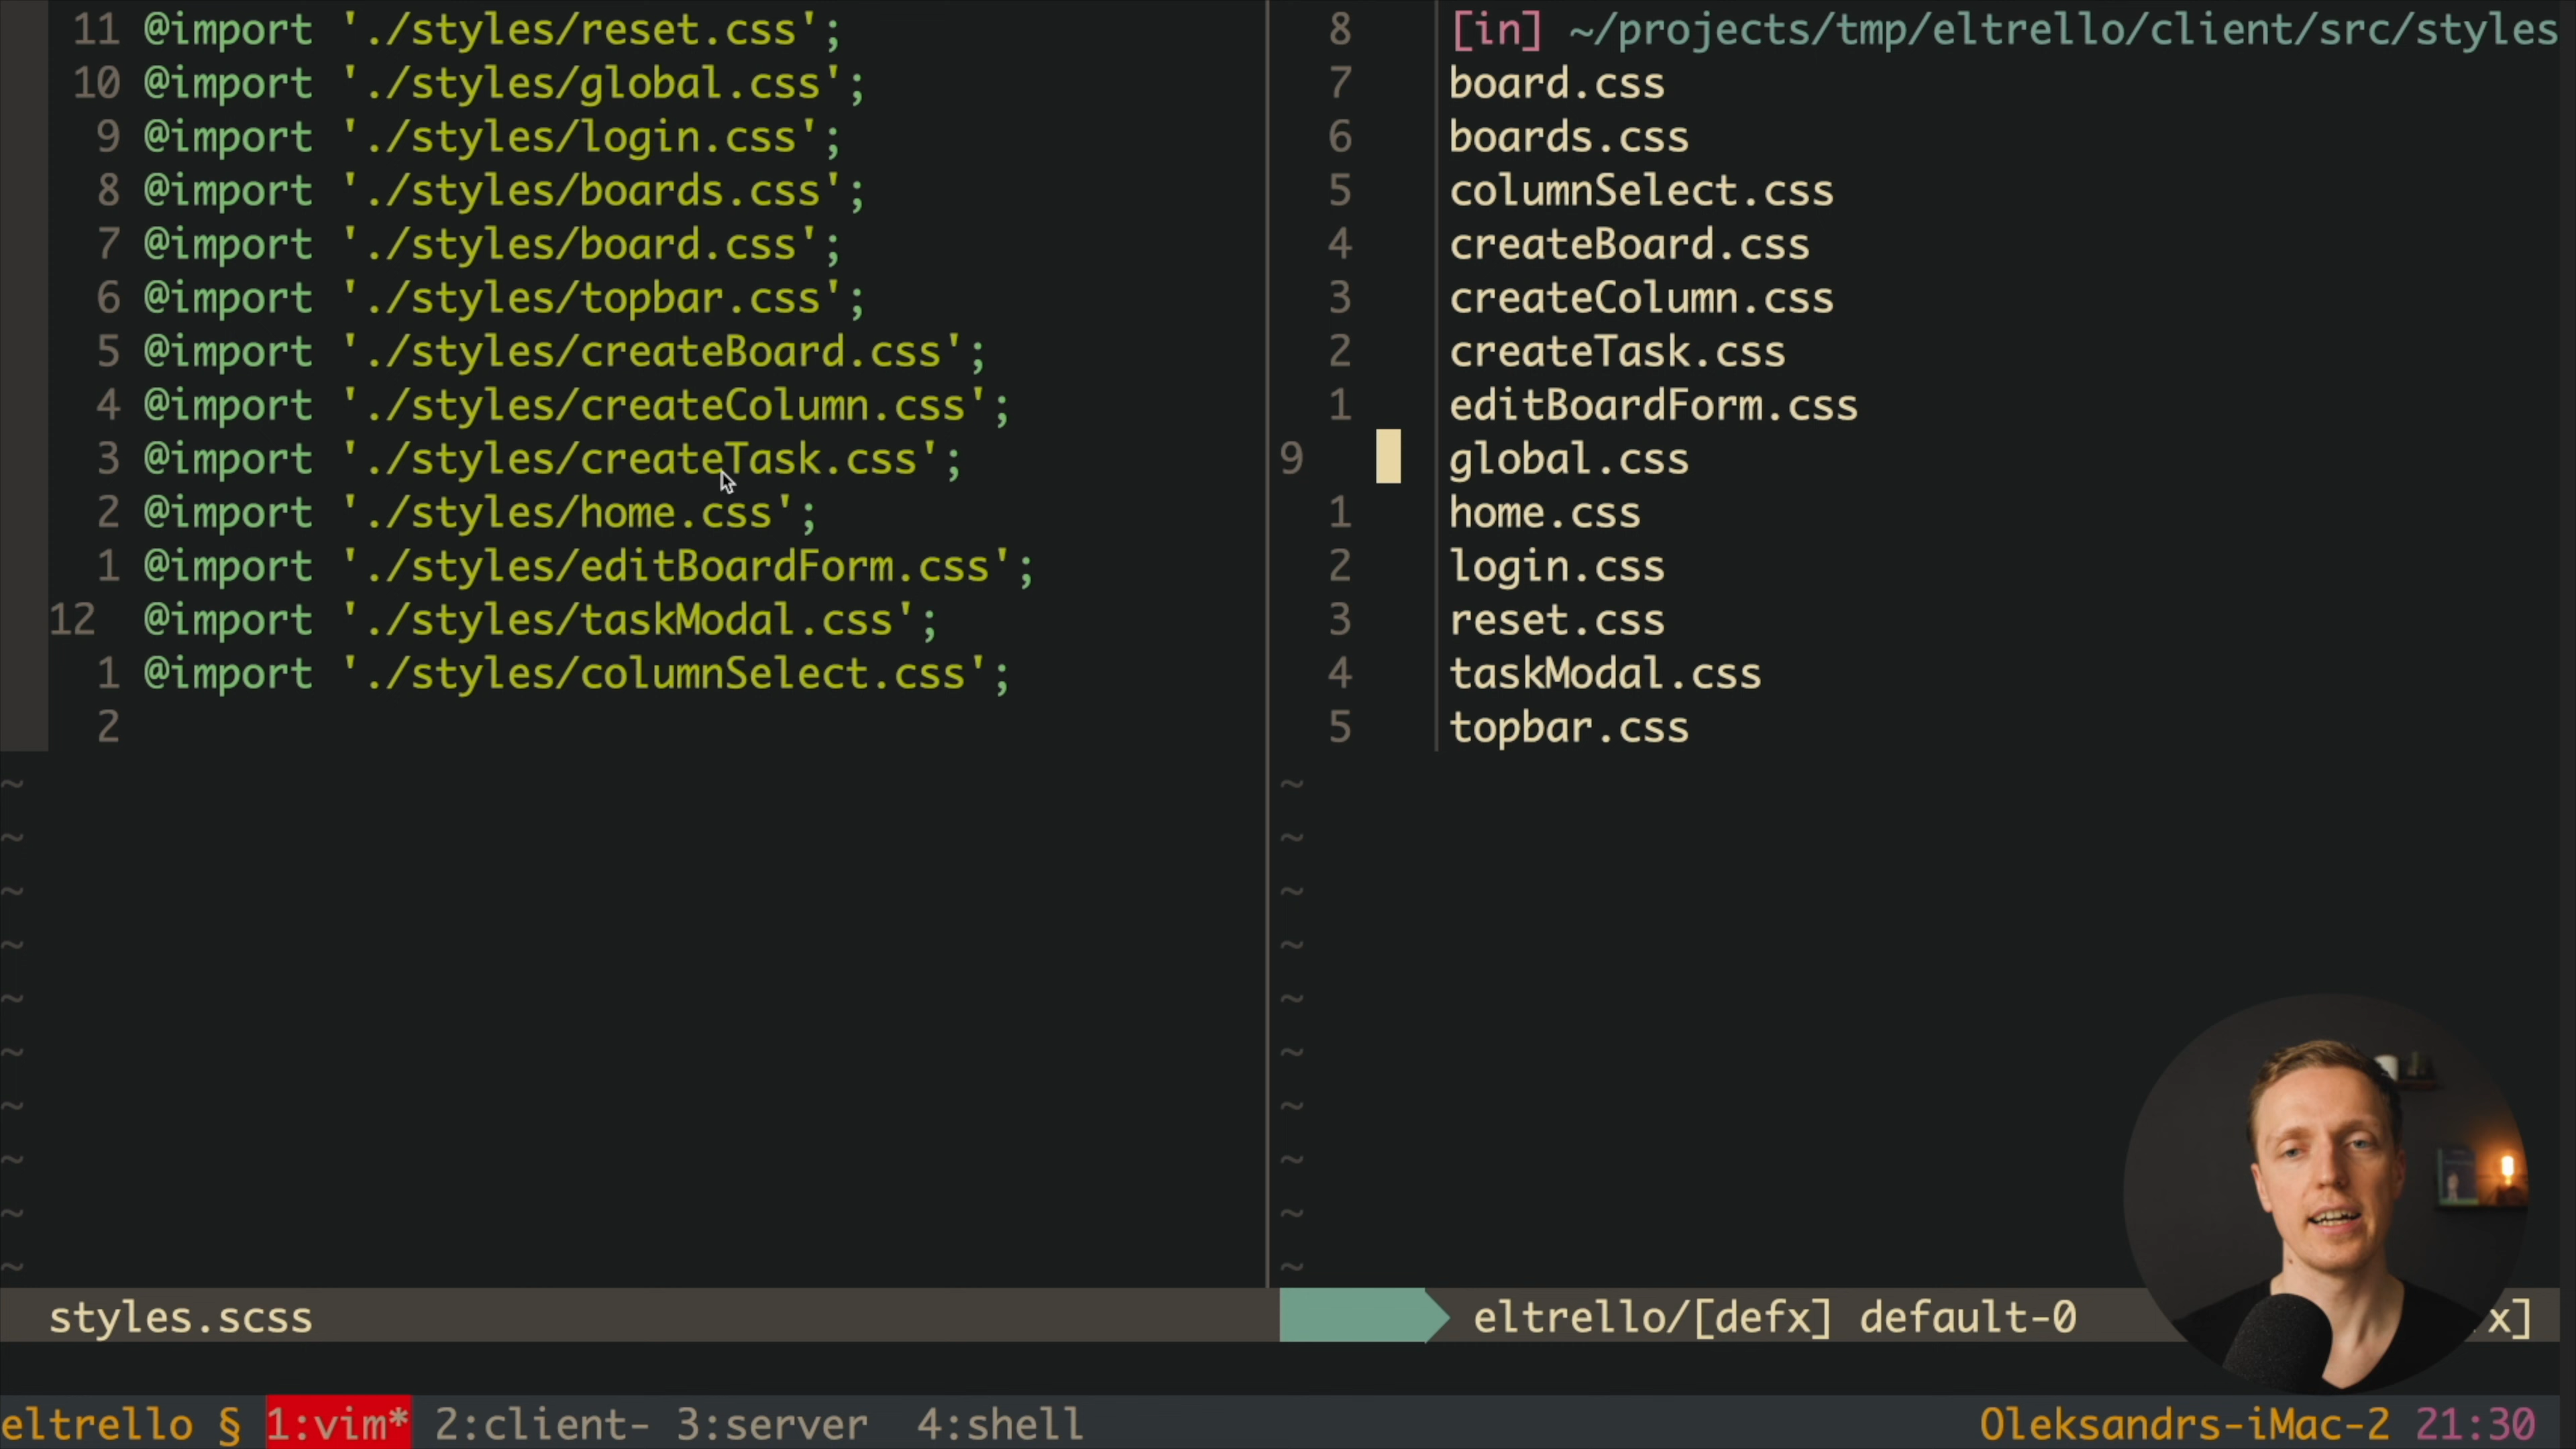 11 @import './styles/reset.css';
10 @import './styles/global.css';
9 @import './styles/login.css';
8 @import './styles/boards.css';
7 @import './styles/board.css';
6 @import './styles/topbar.css';
5 @import './styles/createBoard.css';
4 @import './styles/createColumn.css';
3 @import './styles/createTask.css';
2 @import './styles/home.css';
1 @import './styles/editBoardForm.css';
12 @import './styles/taskModal.css';
1 @import './styles/columnSelect.css';
2
~
~
~
~
~
~
~
~
~
~
styles.scss
8 [in] ~/projects/tmp/eltrello/client/src/styles
7 board.css
6 boards.css
5 columnSelect.css
4 createBoard.css
3 createColumn.css
2 createTask.css
1 editBoardForm.css
9 global.css
1 home.css
2 login.css
3 reset.css
4 taskModal.css
5 topbar.css
~
~
~
~
~
~
~
~
~
~
eltrello/[defx] default-0 x]
eltrello § 1:vim* 2:client- 3:server 4:shell Oleksandrs-iMac-2 21:30